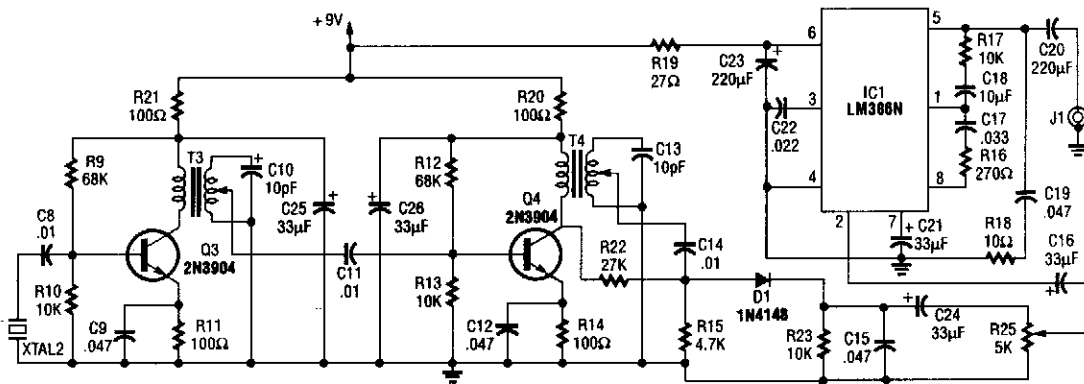 +9V
R21
100Ω
R9
68K
T3
C10
10pF
C25
33µF
C8
.01
Q3
2N3904
R10
10K
XTAL2
C9
.047
R11
100Ω
C11
.01
R12
68K
C26
33µF
R13
10K
R20
100Ω
T4
C13
10pF
Q4
2N3904
C12
.047
R14
100Ω
R22
27K
C14
.01
R15
4.7K
D1
1N4148
R19
27Ω
C23
220µF
C22
.022
6
3
4
2
7
5
1
8
IC1
LM386N
R17
10K
C18
10µF
C17
.033
R16
270Ω
C20
220µF
J1
C19
.047
C21
33µF
R18
10Ω
C16
33µF
R23
10K
C15
.047
C24
33µF
R25
5K